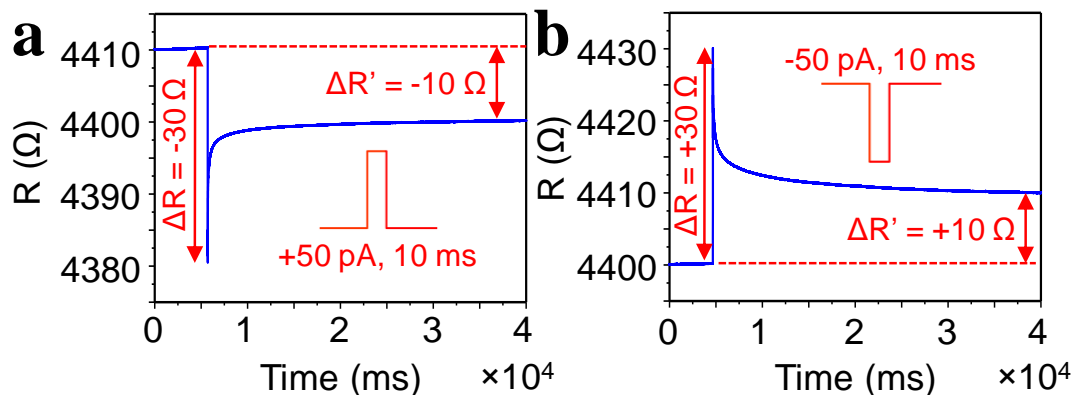 a
R (Ω)
4410
4400
4390
4380
ΔR = -30 Ω
ΔR’ = -10 Ω
+50 pA, 10 ms
0 1 2 3 4
Time (ms) ×10⁴
b
R (Ω)
4430
4420
4410
4400
ΔR = +30 Ω
-50 pA, 10 ms
ΔR’ = +10 Ω
0 1 2 3 4
Time (ms) ×10⁴